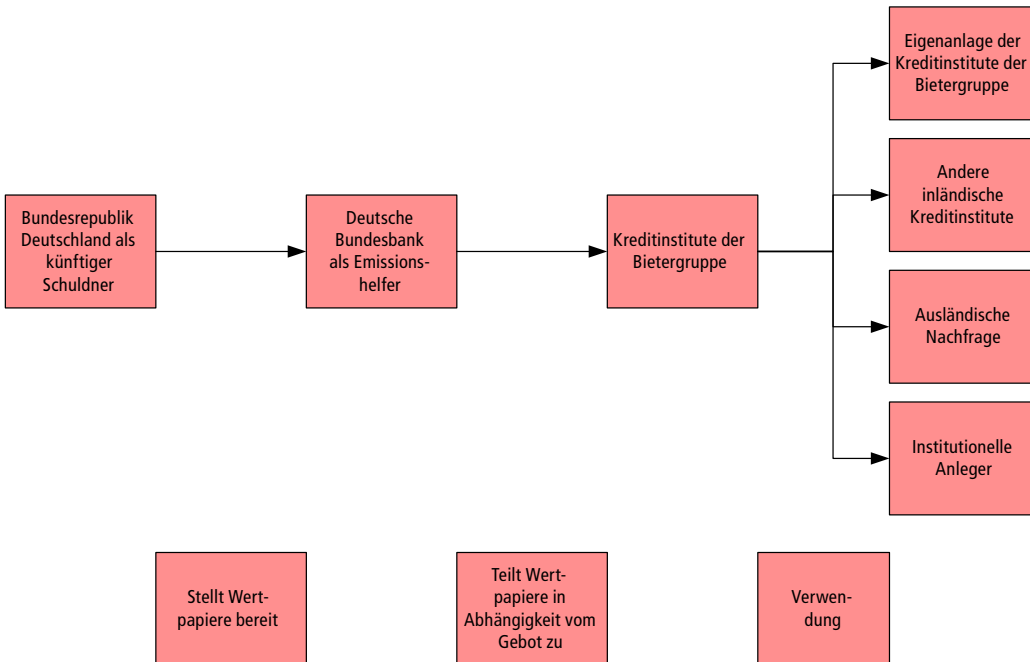 Bundesrepublik
Deutschland als
künftiger
Schuldner
Deutsche
Bundesbank
als Emissions-
helfer
Kreditinstitute der
Bietergruppe
Eigenanlage der
Kreditinstitute der
Bietergruppe
Andere
inländische
Kreditinstitute
Ausländische
Nachfrage
Institutionelle
Anleger
Stellt Wert-
papiere bereit
Teilt Wert-
papiere in
Abhängigkeit vom
Gebot zu
Verwen-
dung